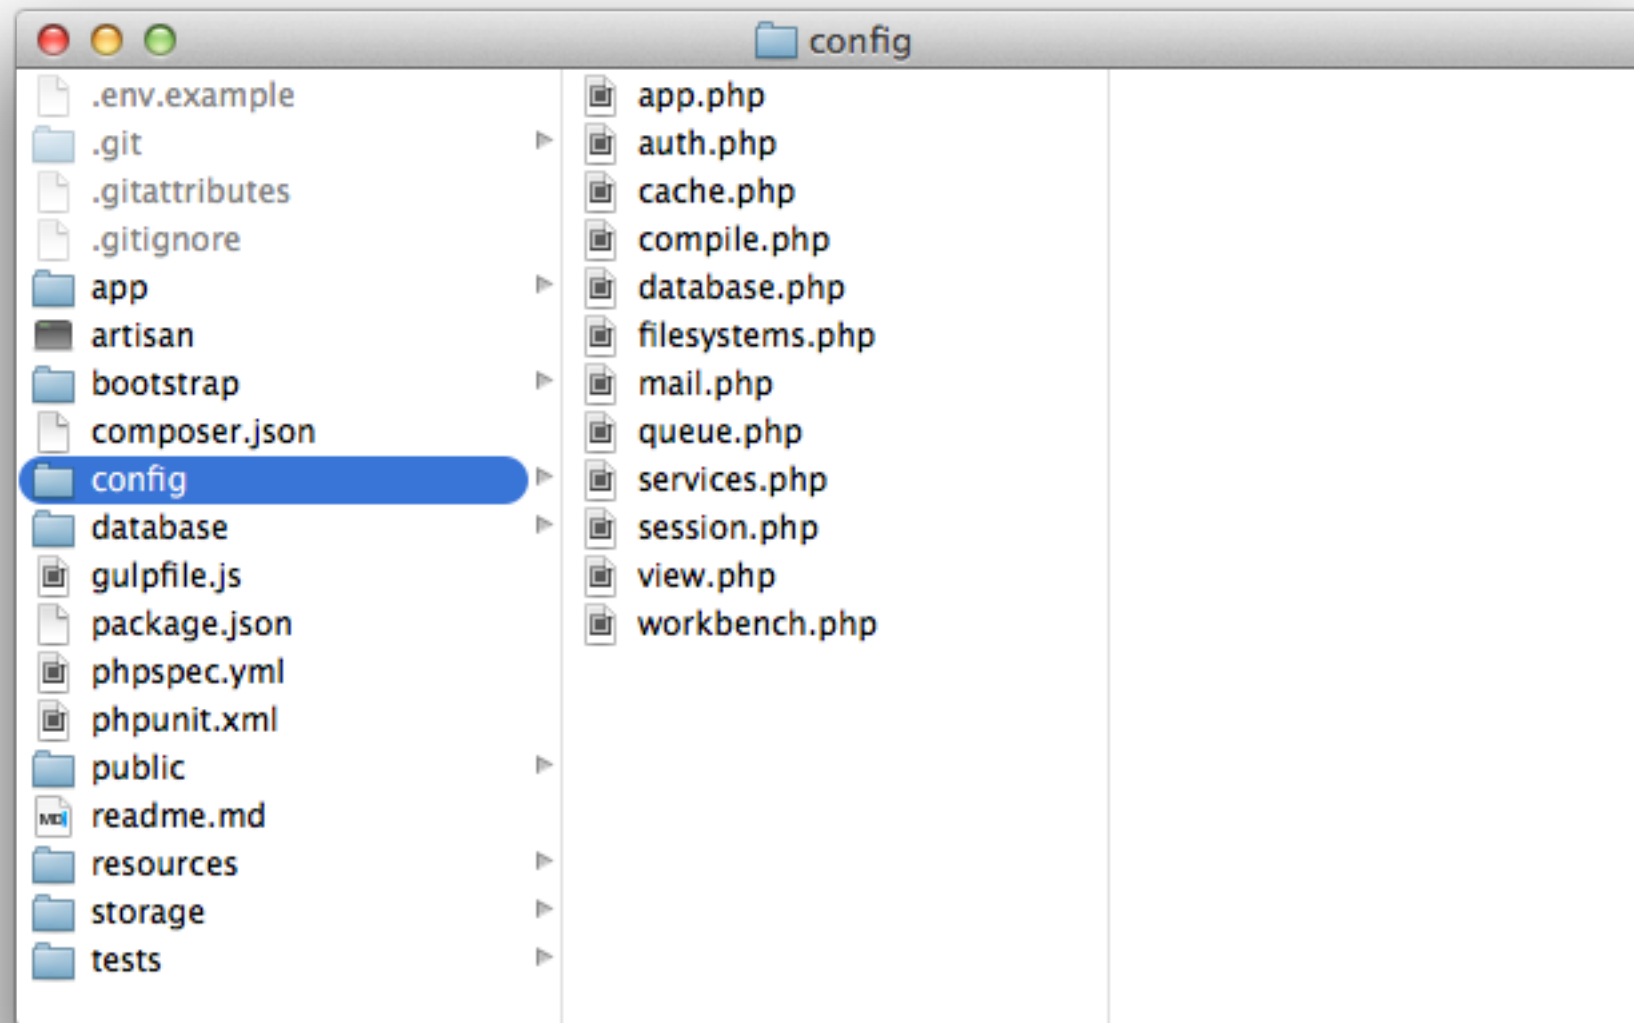 config
.env.example
.git
.gitattributes
.gitignore
app
artisan
bootstrap
composer.json
config
database
gulpfile.js
package.json
phpspec.yml
phpunit.xml
public
readme.md
resources
storage
tests
app.php
auth.php
cache.php
compile.php
database.php
filesystems.php
mail.php
queue.php
services.php
session.php
view.php
workbench.php